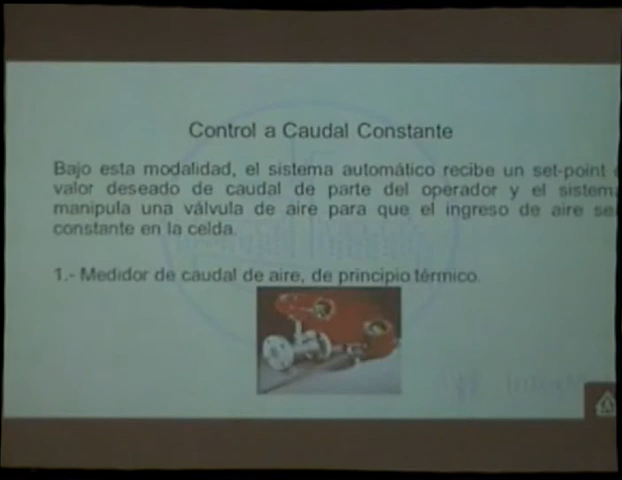 Control a Caudal Constante
Bajo esta modalidad, el sistema automático recibe un set-point
valor deseado de caudal de parte del operador y el sistema
manipula una válvula de aire para que el ingreso de aire se
constante en la celda.
1.- Medidor de caudal de aire, de principio térmico.